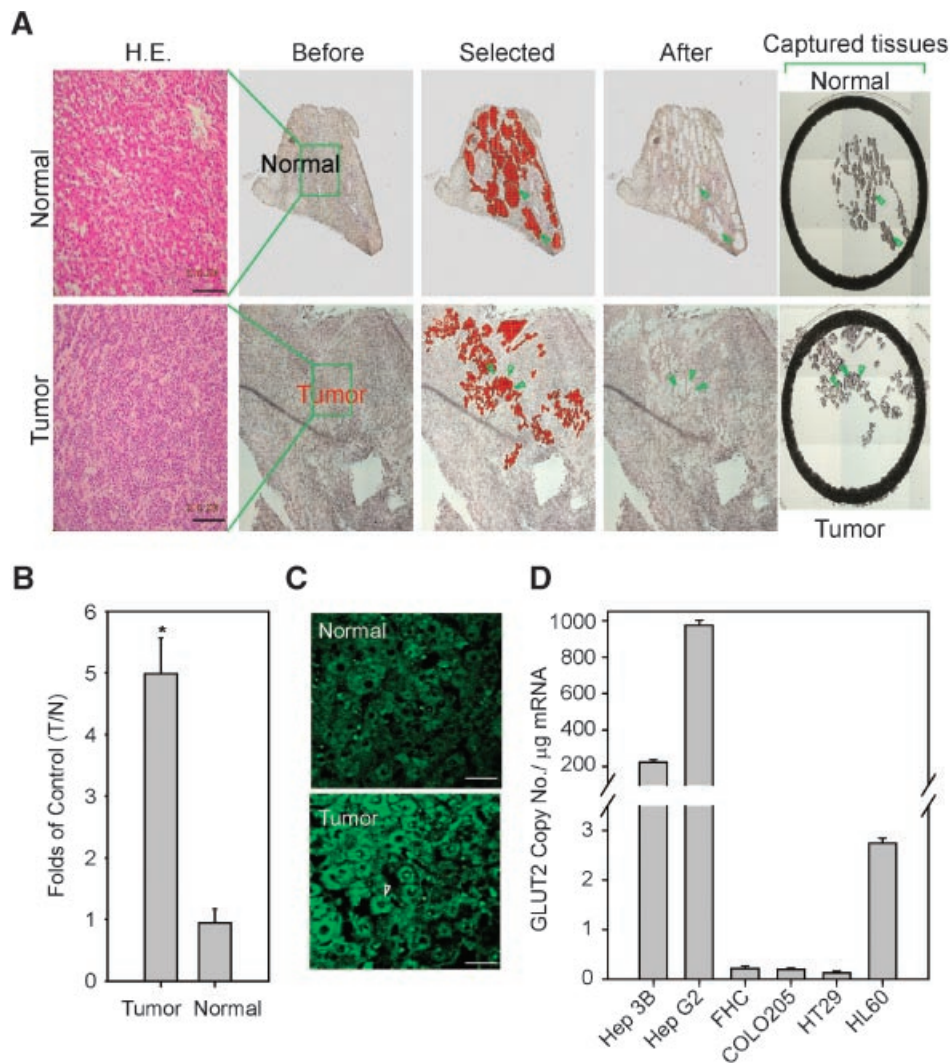 A
H.E.
Before
Selected
After
Captured tissues
Normal
Normal
Normal
Tumor
Tumor
Tumor
B
Folds of Control (T/N)
6
5
4
3
2
1
0
*
Tumor Normal
C
Normal
Tumor
D
GLUT2 Copy No./ μg mRNA
1000
800
600
400
200
3
2
1
0
Hep 3B
Hep G2
FHC
COLO205
HT29
HL60